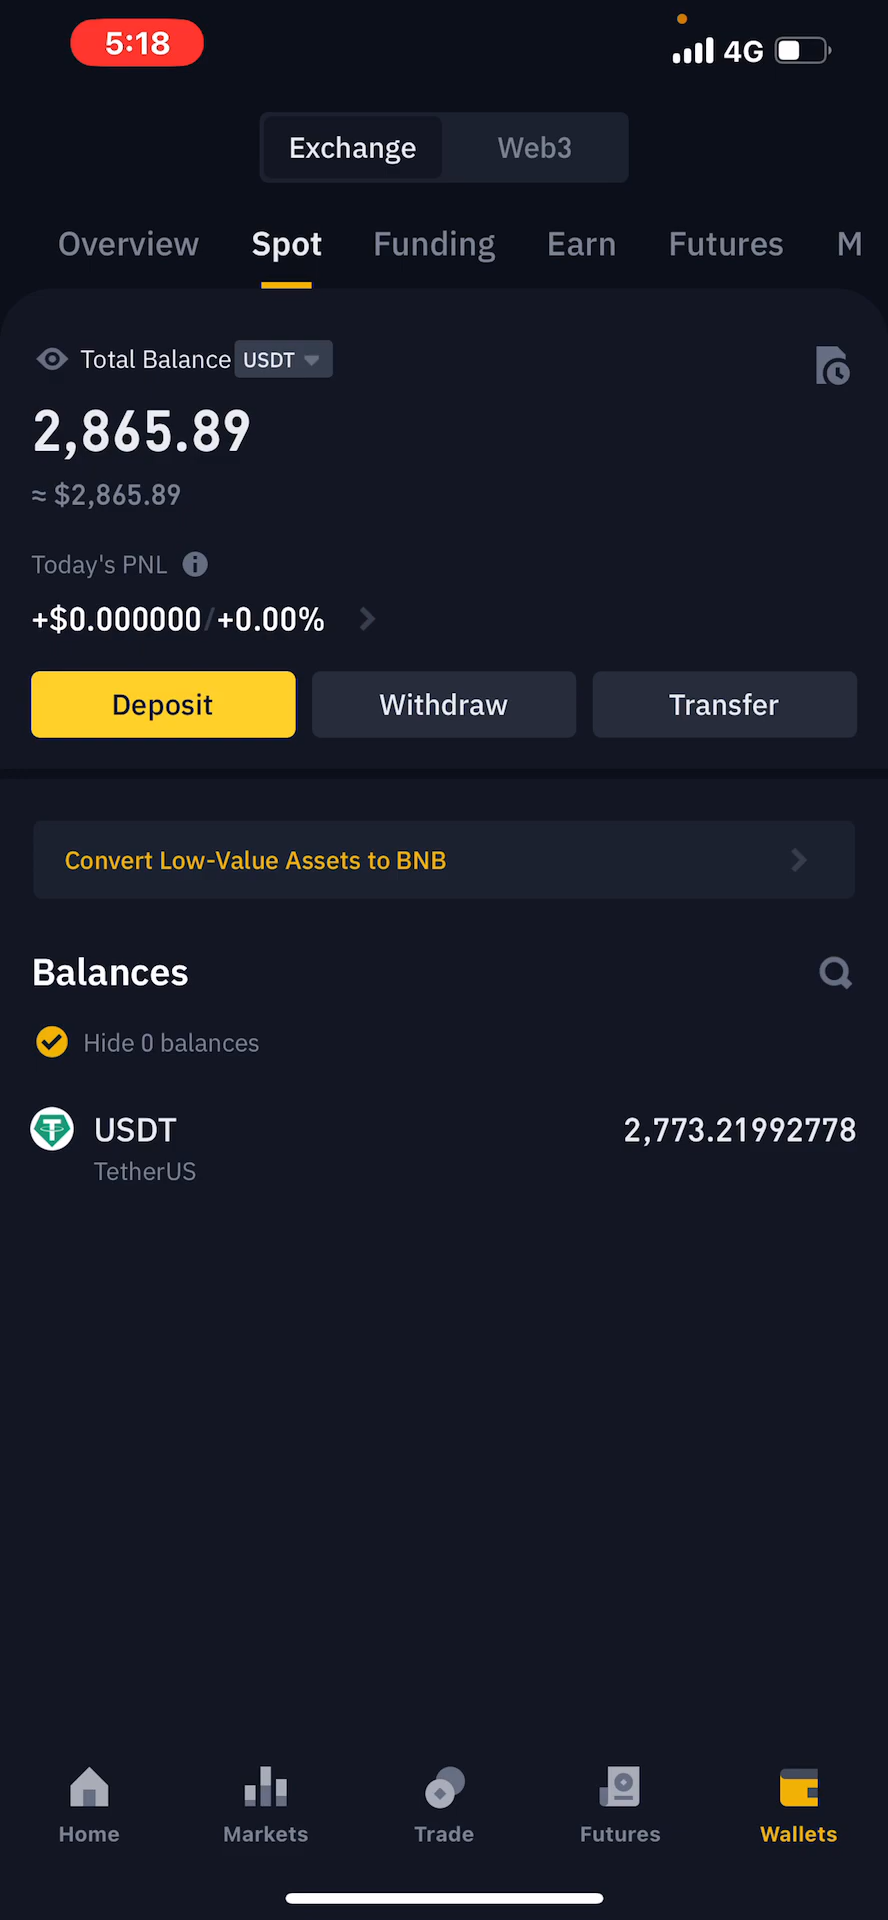 5:18 4G
Exchange Web3
Overview Spot Funding Earn Futures M
Total Balance USDT
2,865.89
≈ $2,865.89
Today's PNL
+$0.000000/+0.00%
Deposit Withdraw Transfer
Convert Low-Value Assets to BNB
Balances
Hide 0 balances
USDT 2,773.21992778
TetherUS
Home Markets Trade Futures Wallets